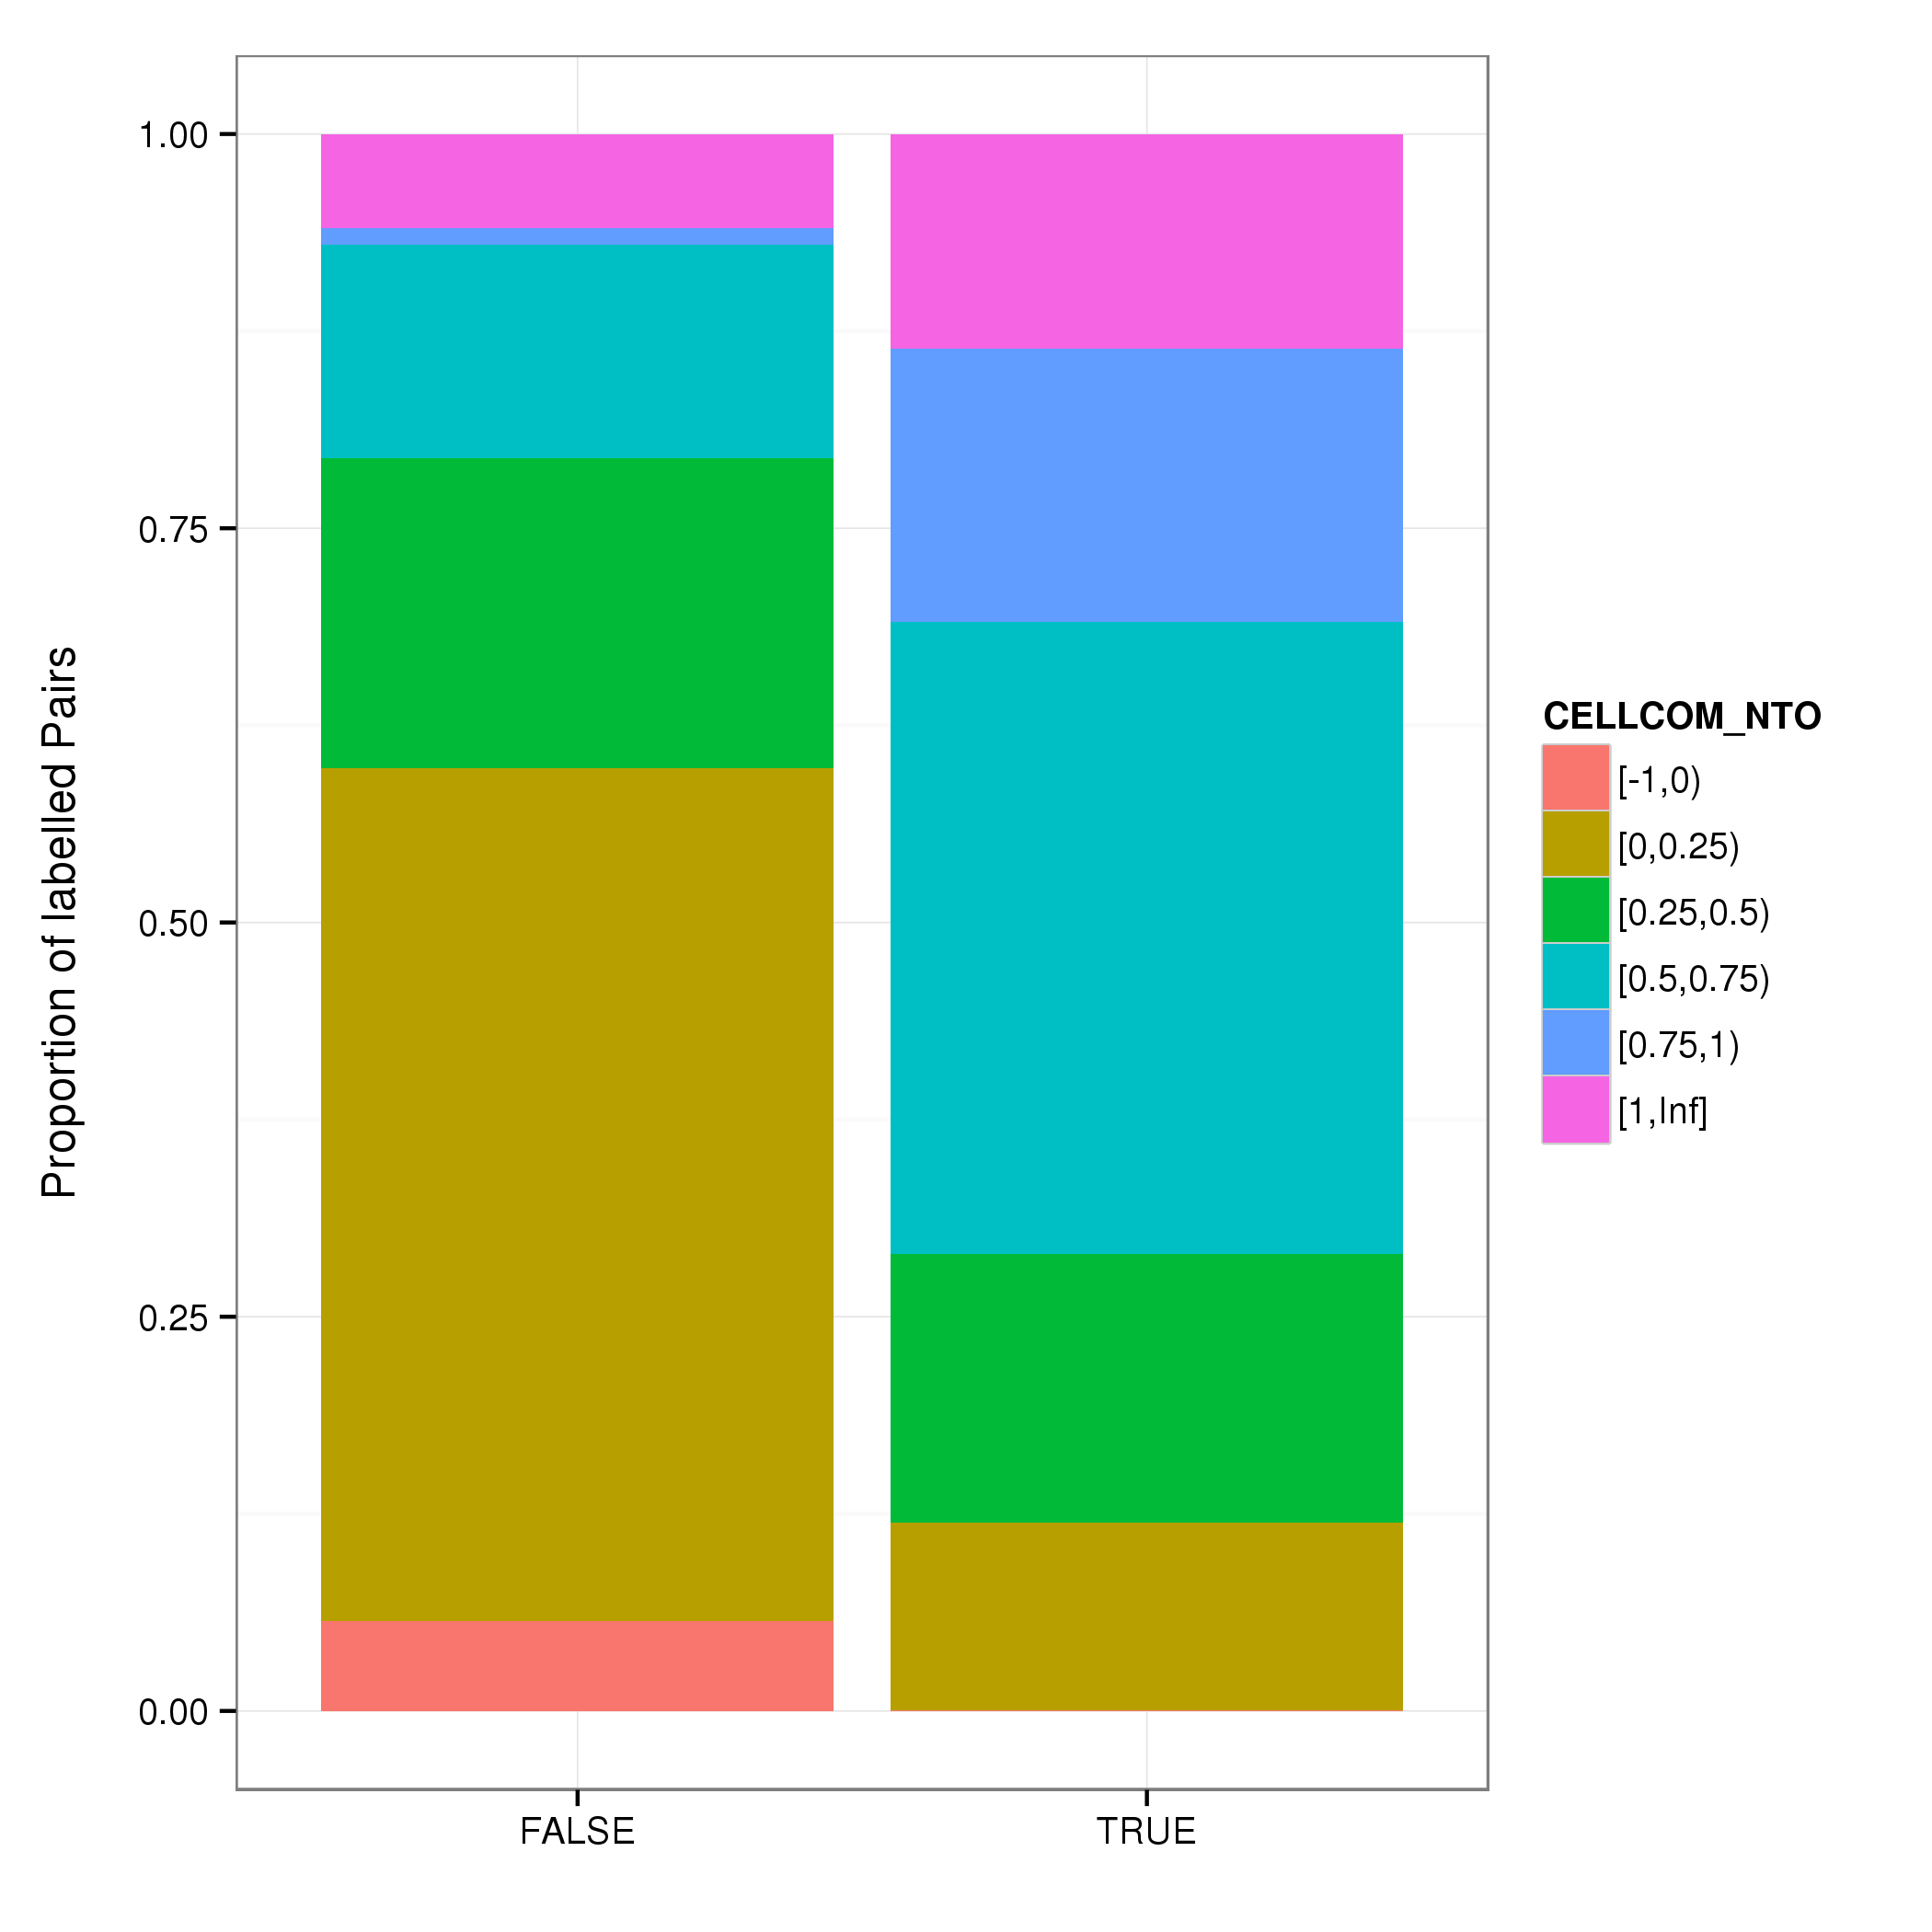 Proportion of labelled Pairs
1.00
0.75
0.50
0.25
0.00
FALSE
TRUE
CELLCOM_NTO
[-1,0)
[0,0.25)
[0.25,0.5)
[0.5,0.75)
[0.75,1)
[1,Inf]